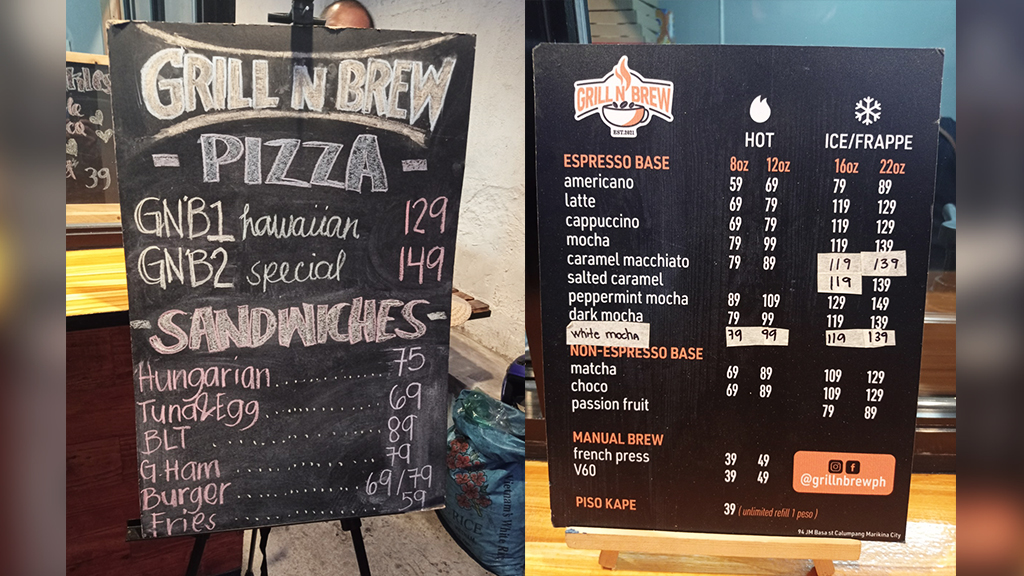 GRILL N BREW
- PIZZA -
GNB1 hawaiian 129
GNB2 special 149
- SANDWICHES -
Hungarian 75
Tuna&Egg 69
BLT 89
G Ham 79
Burger 69/79
Fries 59
39
GRILL N' BREW
EST.2021
HOT ICE/FRAPPE
ESPRESSO BASE 8oz 12oz 16oz 22oz
americano 59 69 79 89
latte 69 79 119 129
cappuccino 69 79 119 129
mocha 79 99 119 139
caramel macchiato 79 89 119 139
salted caramel 119 139
peppermint mocha 89 109 129 149
dark mocha 79 99 119 139
white mocha 79 99 119 139
NON-ESPRESSO BASE
matcha 69 89 109 129
choco 69 89 109 129
passion fruit 79 89
MANUAL BREW
french press 39 49
V60 39 49
@grillnbrewph
PISO KAPE 39 (unlimited refill 1 peso)
94 JM Basa st Calumpang Marikina City